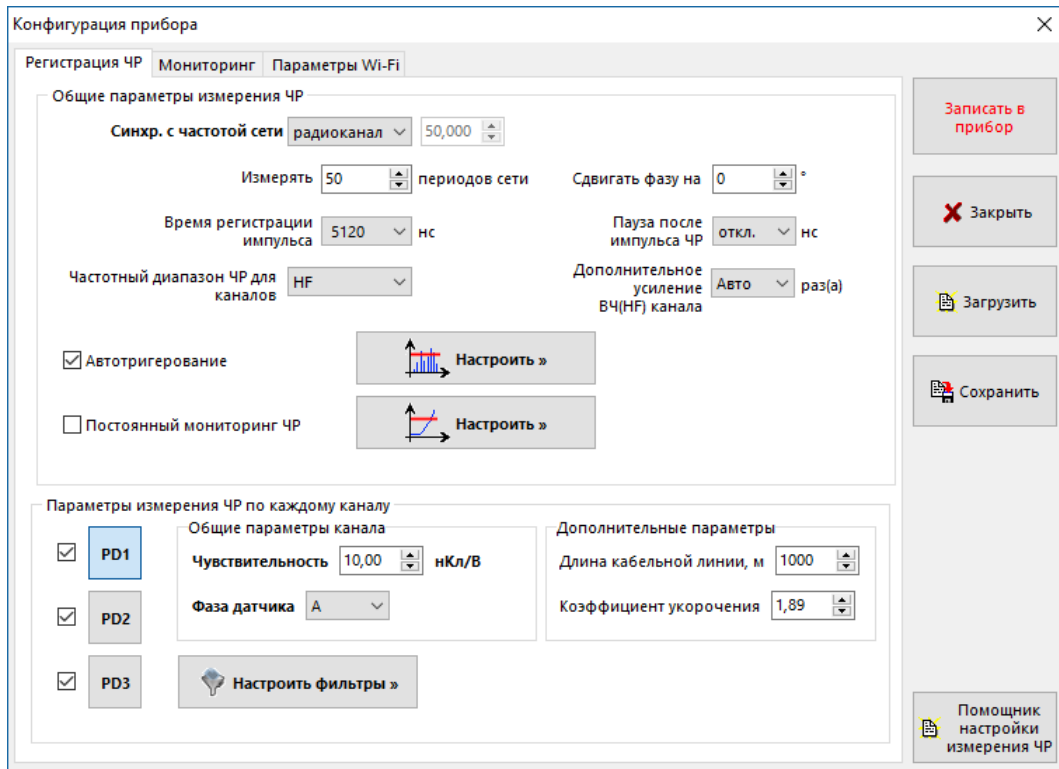 Конфигурация прибора
Регистрация ЧР Мониторинг Параметры Wi-Fi
Общие параметры измерения ЧР
Синхр. с частотой сети радиоканал 50,000
Измерять 50 периодов сети Сдвигать фазу на 0 °
Время регистрации
импульса 5120 нс
Пауза после
импульса ЧР откл. нс
Частотный диапазон ЧР для
каналов HF
Дополнительное
усиление
ВЧ(HF) канала Авто раз(а)
Автотригерование Настроить »
Постоянный мониторинг ЧР Настроить »
Параметры измерения ЧР по каждому каналу
PD1
PD2
PD3
Общие параметры канала
Чувствительность 10,00 нКл/В
Фаза датчика A
Дополнительные параметры
Длина кабельной линии, м 1000
Коэффициент укорочения 1,89
Настроить фильтры »
Записать в
прибор
Закрыть
Загрузить
Сохранить
Помощник
настройки
измерения ЧР